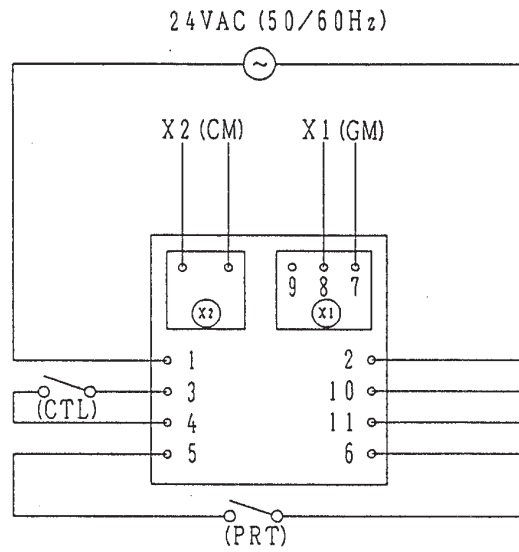 24VAC (50/60Hz)
~
X2 (CM) X1 (GM)
9 8 7
X2 X1
1 2
3 10
(CTL)
4 11
5 6
(PRT)